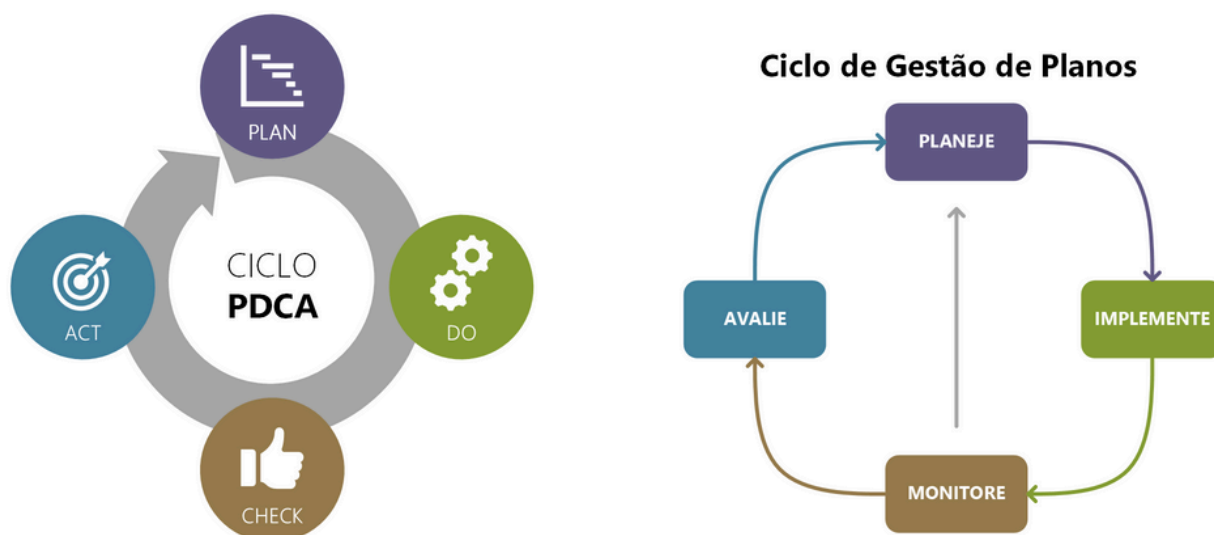 PLAN
CICLO
PDCA
ACT
DO
CHECK
Ciclo de Gestão de Planos
PLANEJE
AVALIE
IMPLEMENTE
MONITORE